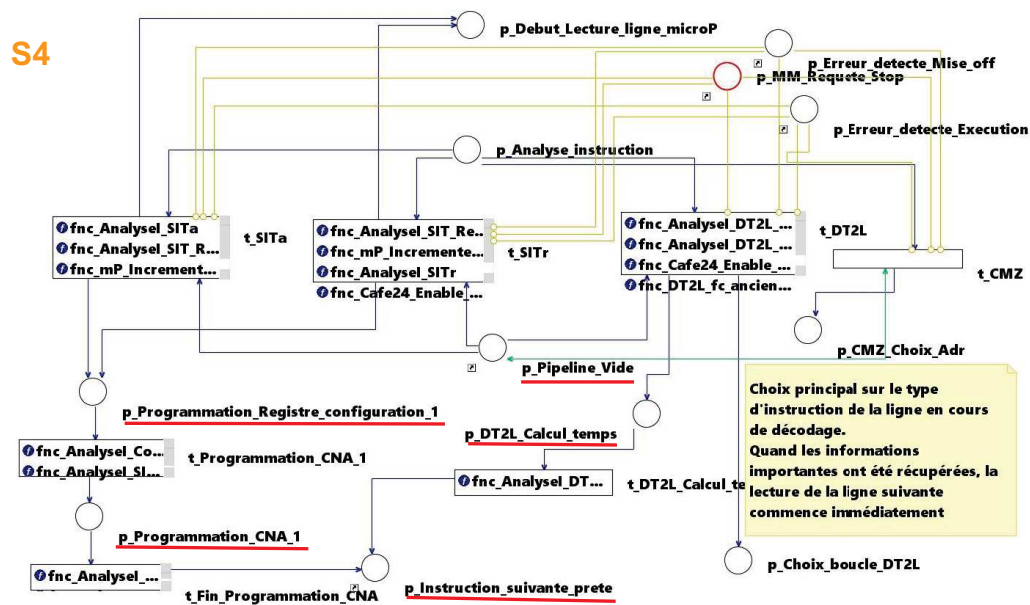 S4
p_Debut_Lecture_ligne_microP
p_Erreur_detecte_Mise_off
p_MM_Requete_Stop
p_Erreur_detecte_Execution
p_Analyse_instruction
fnc_AnalyseI_SITa
fnc_AnalyseI_SIT_R...
fnc_mP_Increment...
t_SITa
fnc_AnalyseI_SIT_Re...
fnc_mP_Incremente...
fnc_AnalyseI_SITr
fnc_Cafe24_Enable_...
t_SITr
fnc_AnalyseI_DT2L_...
fnc_AnalyseI_DT2L_...
fnc_Cafe24_Enable_...
fnc_DT2L_fc_ancien...
t_DT2L
t_CMZ
p_CMZ_Choix_Adr
p_Pipeline_Vide
p_Programmation_Registre_configuration_1
p_DT2L_Calcul_temps
Choix principal sur le type
d'instruction de la ligne en cours
de décodage.
Quand les informations
importantes ont été récupérées, la
lecture de la ligne suivante
commence immédiatement
fnc_AnalyseI_Co...
fnc_AnalyseI_SI...
t_Programmation_CNA_1
fnc_AnalyseI_DT...
t_DT2L_Calcul_te
p_Programmation_CNA_1
p_Choix_boucle_DT2L
fnc_AnalyseI_...
t_Fin_Programmation_CNA
p_Instruction_suivante_prete